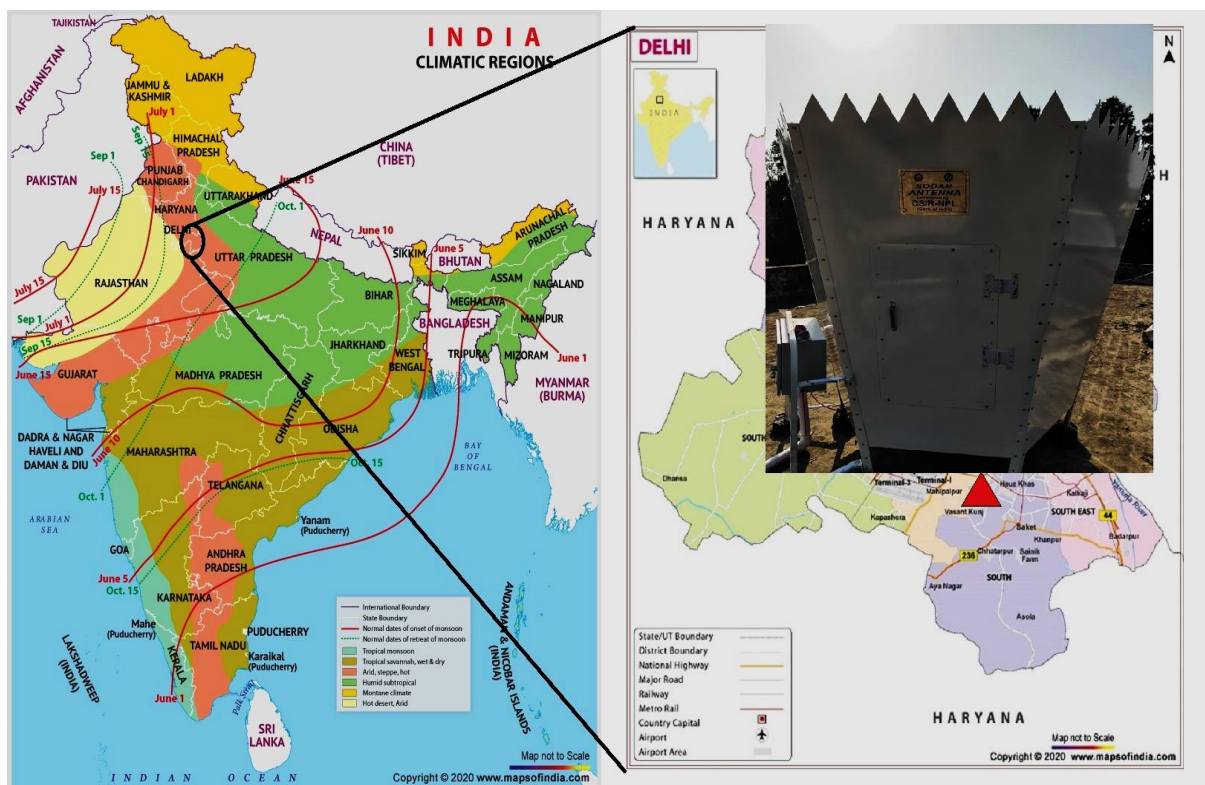 INDIA
CLIMATIC REGIONS
TAJIKISTAN
AFGHANISTAN
PAKISTAN
CHINA
(TIBET)
LADAKH
JAMMU &
KASHMIR
July 1
Sep 15
Sep 1
July 15
HIMACHAL
PRADESH
PUNJAB
CHANDIGARH
UTTARAKHAND
June 15
Oct. 1
HARYANA
DELHI
NEPAL
June 10
SIKKIM
June 5
BHUTAN
ARUNACHAL
PRADESH
RAJASTHAN
UTTAR PRADESH
ASSAM
NAGALAND
BIHAR
MEGHALAYA
MANIPUR
BANGLADESH
July 15
Sep 1
July 1
Sep 15
JHARKHAND
WEST
BENGAL
TRIPURA
MIZORAM
June 1
June 15
GUJARAT
MADHYA PRADESH
CHHATTISGARH
MYANMAR
(BURMA)
DADRA & NAGAR
HAVELI AND
DAMAN & DIU
June 10
ODISHA
MAHARASHTRA
BAY
OF
BENGAL
Oct. 15
Oct. 1
TELANGANA
ARABIAN
SEA
Yanam
(Puducherry)
GOA
ANDHRA
PRADESH
June 5
Oct. 15
KARNATAKA
Mahe
(Puducherry)
PUDUCHERRY
TAMIL NADU
Karaikal
(Puducherry)
KERALA
LAKSHADWEEP
(INDIA)
ANDAMAN & NICOBAR ISLANDS
(INDIA)
June 1
Palk Strait
SRI
LANKA
International Boundary
State Boundary
Normal dates of onset of monsoon
Normal dates of retreat of monsoon
Tropical monsoon
Tropical savannah, wet & dry
Arid, steppe, hot
Humid subtropical
Montane climate
Hot desert, Arid
Map not to Scale
INDIAN OCEAN
Copyright © 2020 www.mapsofindia.com
DELHI
N
INDIA
HARYANA
H
SODAR
ANTENNA
CSIR-NPL
SOUTH
Dhansa
Terminal-3
Terminal-1
Mahipalpur
Hauz Khas
Kalkaji
Kapashera
Vasant Kunj
SOUTH EAST
Yamuna River
44
Saket
Badarpur
236
Khanpur
Chhatarpur
Sainik
Farm
Aya Nagar
SOUTH
Asola
State/UT Boundary
District Boundary
National Highway
Major Road
Railway
Metro Rail
Country Capital
Airport
Airport Area
HARYANA
Map not to Scale
Copyright © 2020 www.mapsofindia.com